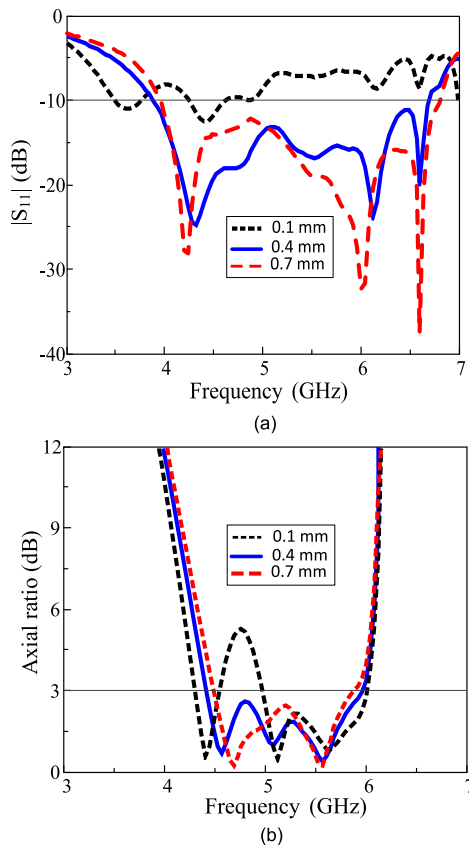 0
-10
-20
-30
-40
|S11| (dB)
0.1 mm
0.4 mm
0.7 mm
3 4 5 6 7
Frequency (GHz)
(a)
12
9
6
3
0
Axial ratio (dB)
0.1 mm
0.4 mm
0.7 mm
3 4 5 6 7
Frequency (GHz)
(b)